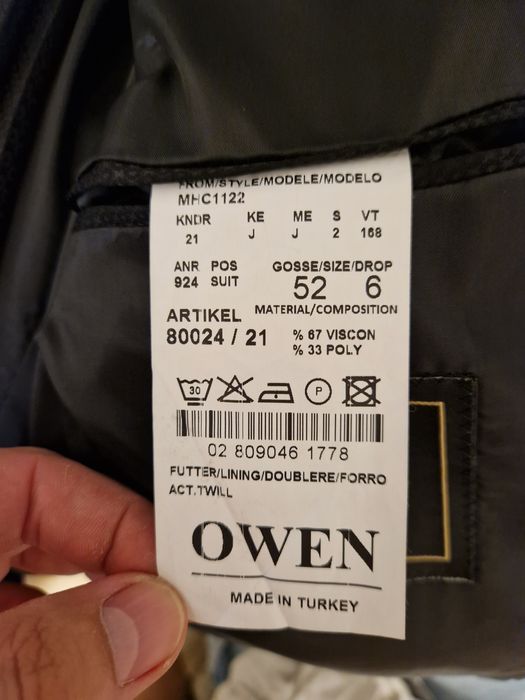 FROM/STYLE/MODELE/MODELO
MHC1122
KNDR KE ME S VT
21 J J 2 168
ANR POS GOSSE/SIZE/DROP
924 SUIT 52 6
ARTIKEL MATERIAL/COMPOSITION
80024 / 21 % 67 VISCON
% 33 POLY
30 P
02 809046 1778
FUTTER/LINING/DOUBLERE/FORRO
ACT.TWILL
OWEN
MADE IN TURKEY